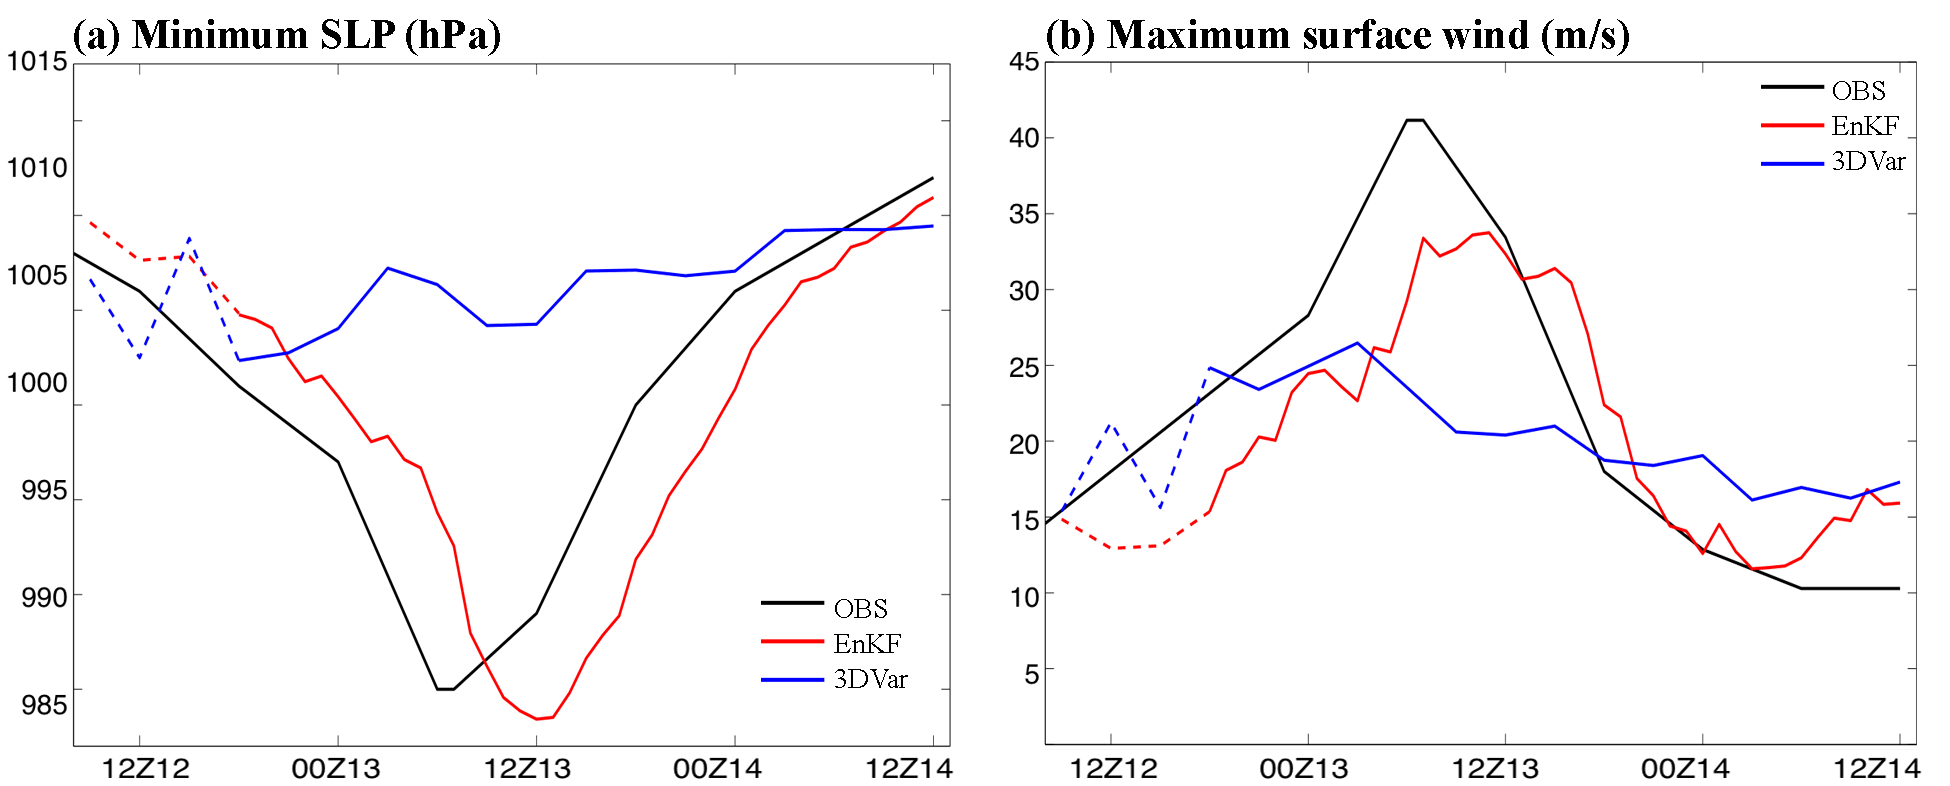 (a) Minimum SLP (hPa)
1015
1010
1005
1000
995
990
985
OBS
EnKF
3DVar
12Z12
00Z13
12Z13
00Z14
12Z14
(b) Maximum surface wind (m/s)
45
40
35
30
25
20
15
10
5
OBS
EnKF
3DVar
12Z12
00Z13
12Z13
00Z14
12Z14